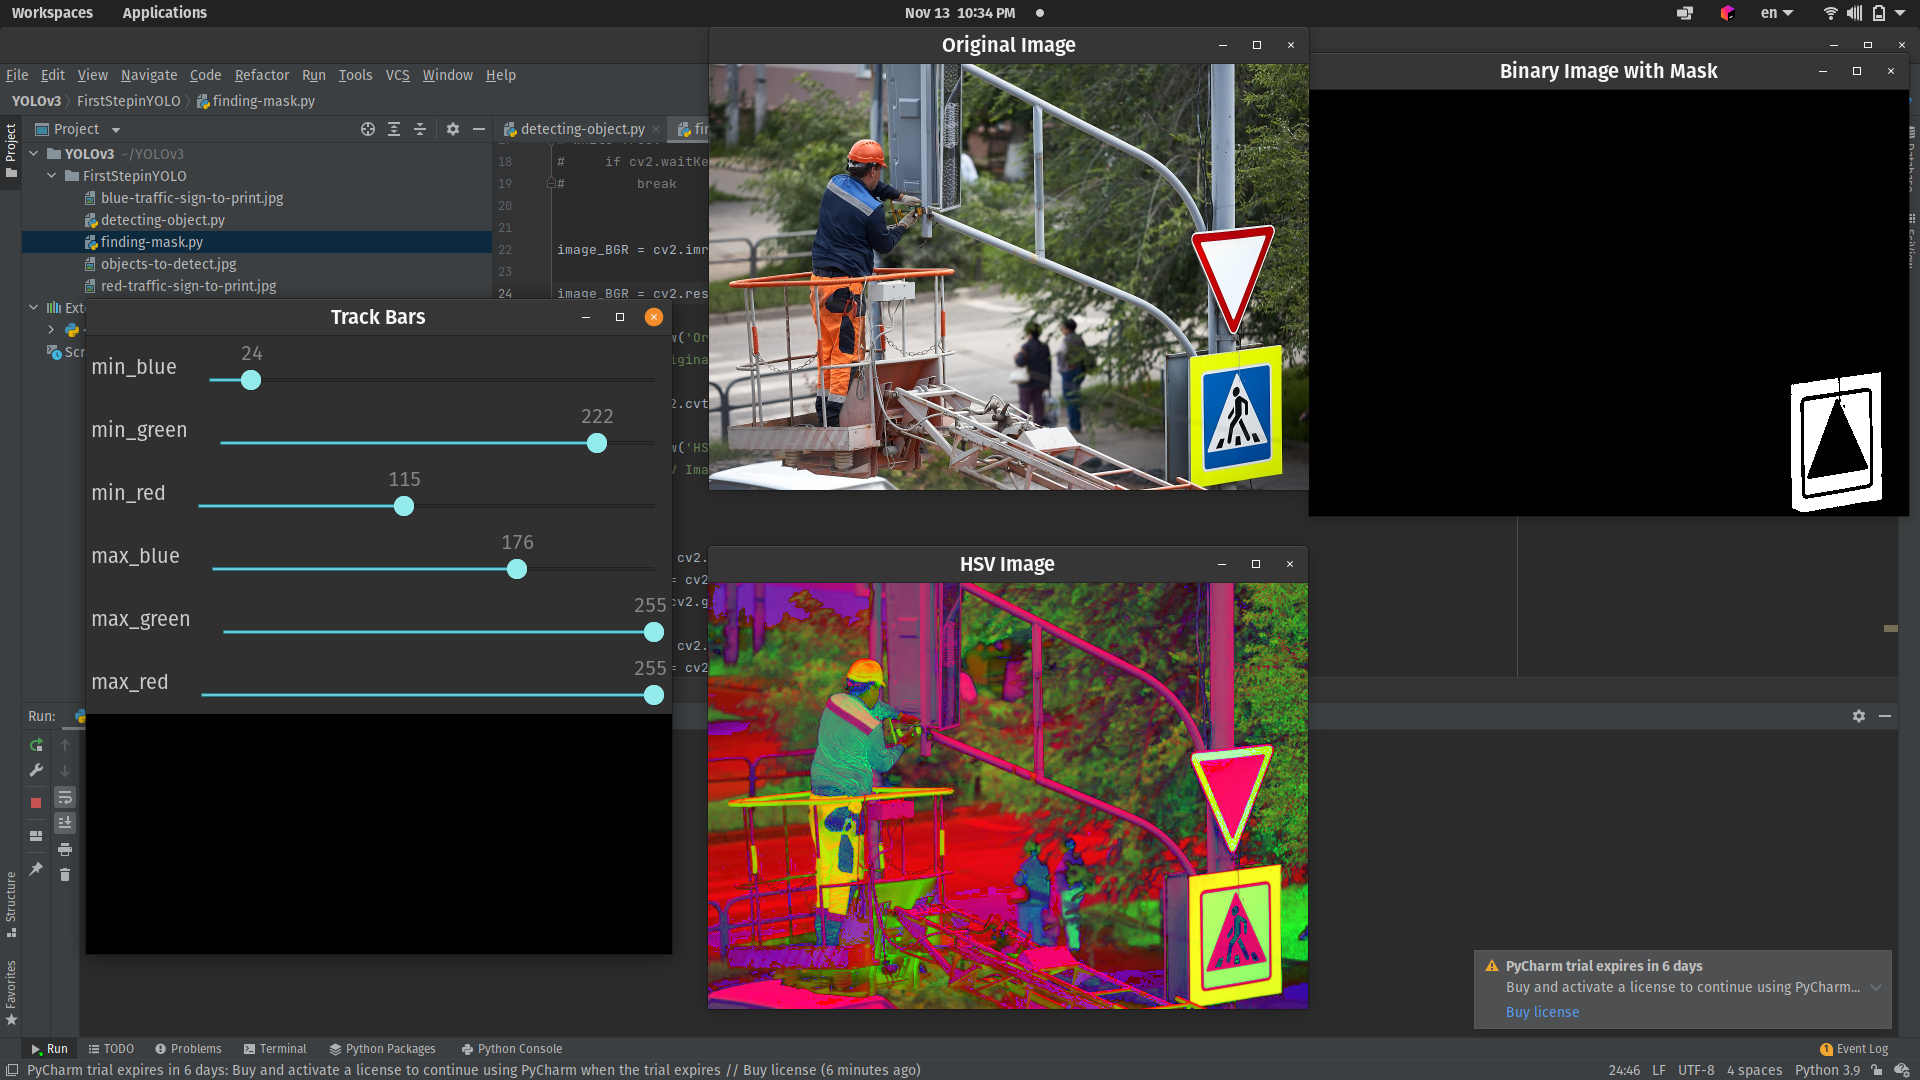 Workspaces Applications
Nov 13 10:34 PM
en
File Edit View Navigate Code Refactor Run Tools VCS Window Help
YOLOv3 FirstStepinYOLO finding-mask.py
Project
Project
YOLOv3 ~/YOLOv3
FirstStepinYOLO
blue-traffic-sign-to-print.jpg
detecting-object.py
finding-mask.py
objects-to-detect.jpg
red-traffic-sign-to-print.jpg
Exte
Scr
detecting-object.py fin
18 # if cv2.waitKe
19 # break
20
21
22 image_BGR = cv2.imr
23
24 image_BGR = cv2.res
w('Or
igina
2.cvt
w('HS
V Ima
cv2.
= cv2
cv2.g
cv2.
= cv2
Track Bars
min_blue 24
min_green 222
min_red 115
max_blue 176
max_green 255
max_red 255
Original Image
Binary Image with Mask
HSV Image
Run:
Structure
Favorites
PyCharm trial expires in 6 days
Buy and activate a license to continue using PyCharm...
Buy license
Run TODO Problems Terminal Python Packages Python Console
1 Event Log
PyCharm trial expires in 6 days: Buy and activate a license to continue using PyCharm when the trial expires // Buy license (6 minutes ago)
24:46 LF UTF-8 4 spaces Python 3.9